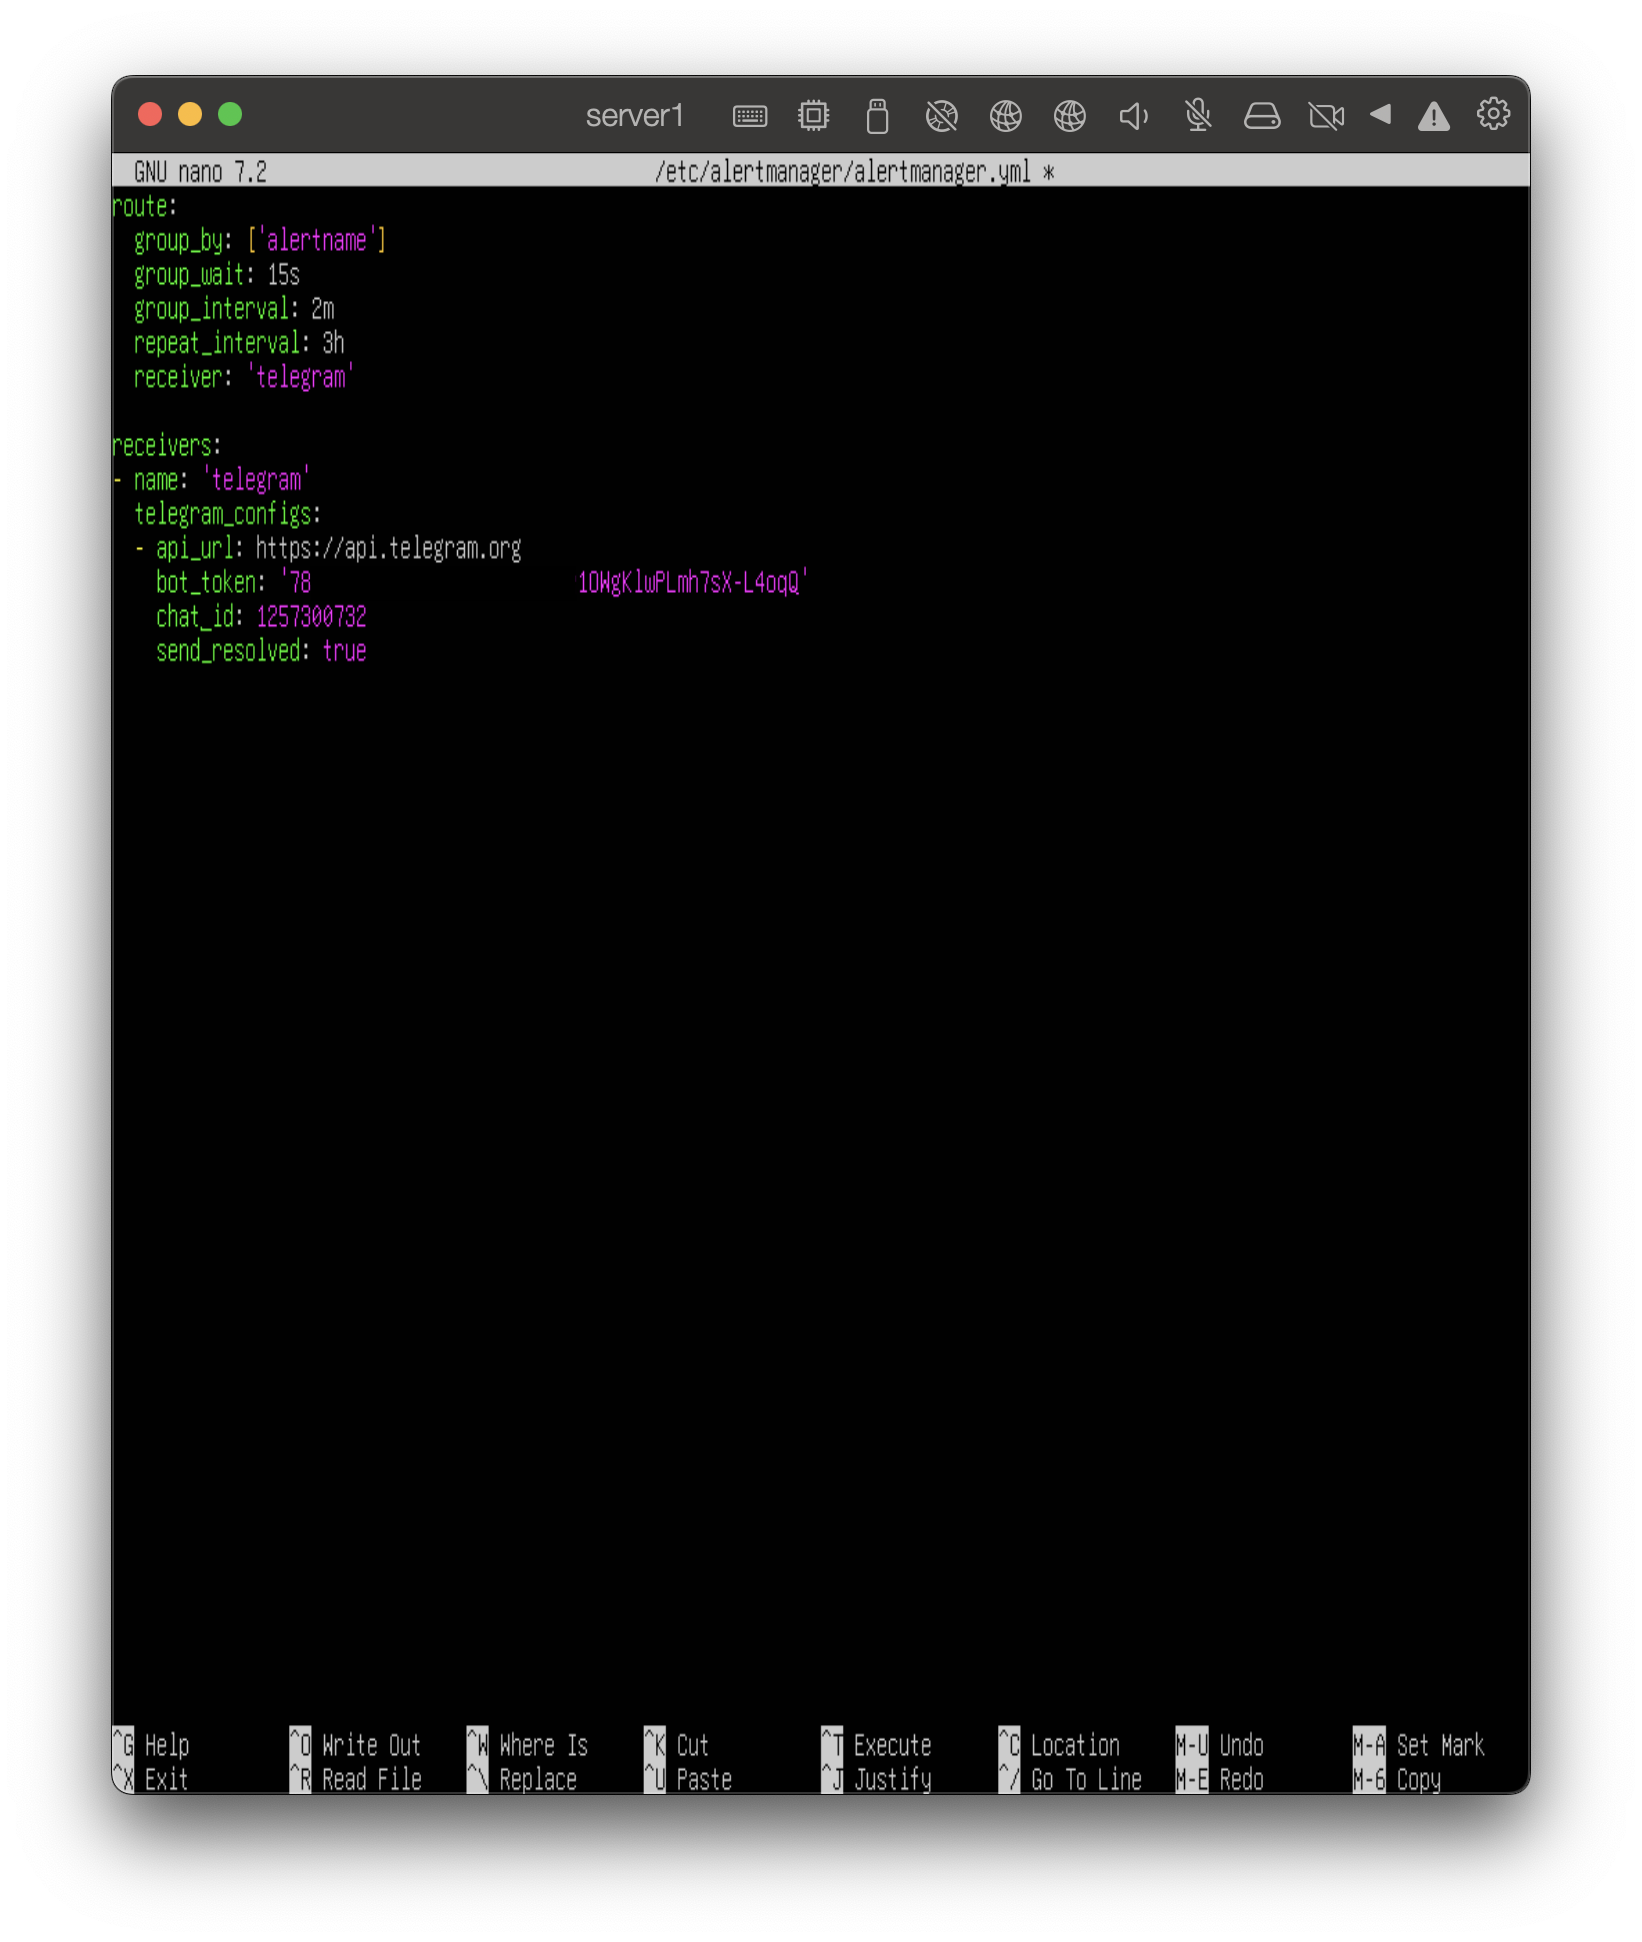 server1
GNU nano 7.2 /etc/alertmanager/alertmanager.yml *
route:
  group_by: ['alertname']
  group_wait: 15s
  group_interval: 2m
  repeat_interval: 3h
  receiver: 'telegram'

receivers:
- name: 'telegram'
  telegram_configs:
  - api_url: https://api.telegram.org
    bot_token: '78 1OWgKlwPLmh7sX-L4oqQ'
    chat_id: 1257300732
    send_resolved: true
^G Help ^O Write Out ^W Where Is ^K Cut ^T Execute ^C Location M-U Undo M-A Set Mark
^X Exit ^R Read File ^\ Replace ^U Paste ^J Justify ^/ Go To Line M-E Redo M-6 Copy